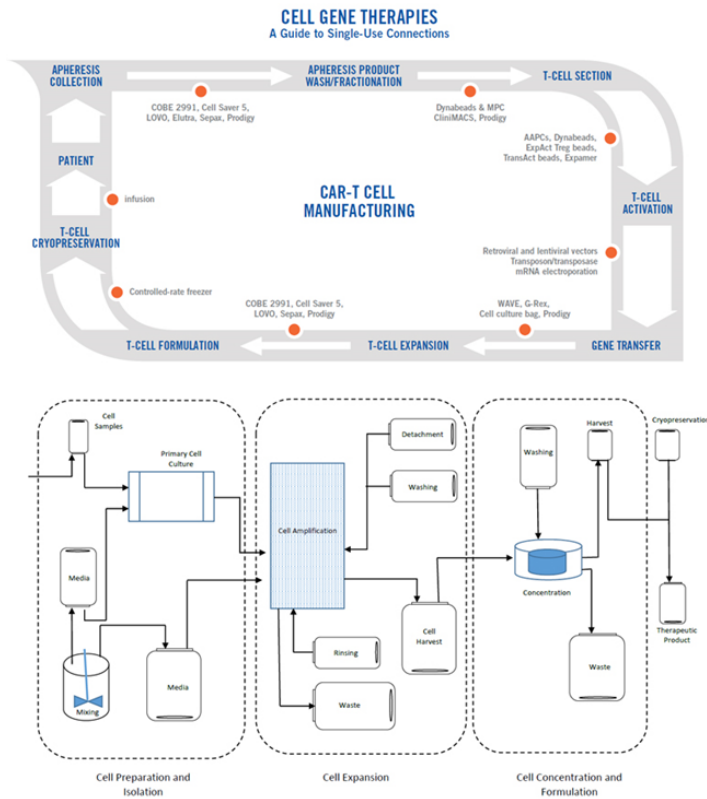 CELL GENE THERAPIES
A Guide to Single-Use Connections
APHERESIS
COLLECTION
APHERESIS PRODUCT
WASH/FRACTIONATION
T-CELL SECTION
COBE 2991, Cell Saver 5,
LOVO, Elutra, Sepax, Prodigy
Dynabeads & MPC
CliniMACS, Prodigy
AAPCs, Dynabeads,
ExpAct Treg beads,
TransAct beads, Expamer
PATIENT
infusion
CAR-T CELL
MANUFACTURING
T-CELL
ACTIVATION
T-CELL
CRYOPRESERVATION
Retroviral and lentiviral vectors
Transposon/transposase
mRNA electroporation
Controlled-rate freezer
COBE 2991, Cell Saver 5,
LOVO, Sepax, Prodigy
WAVE, G-Rex,
Cell culture bag, Prodigy
T-CELL FORMULATION
T-CELL EXPANSION
GENE TRANSFER
Cell
Samples
Primary Cell
Culture
Media
Mixing
Media
Cell Preparation and
Isolation
Detachment
Washing
Cell Amplification
Rinsing
Waste
Cell
Harvest
Cell Expansion
Washing
Harvest
Cryopreservation
Concentration
Therapeutic
Product
Waste
Cell Concentration and
Formulation